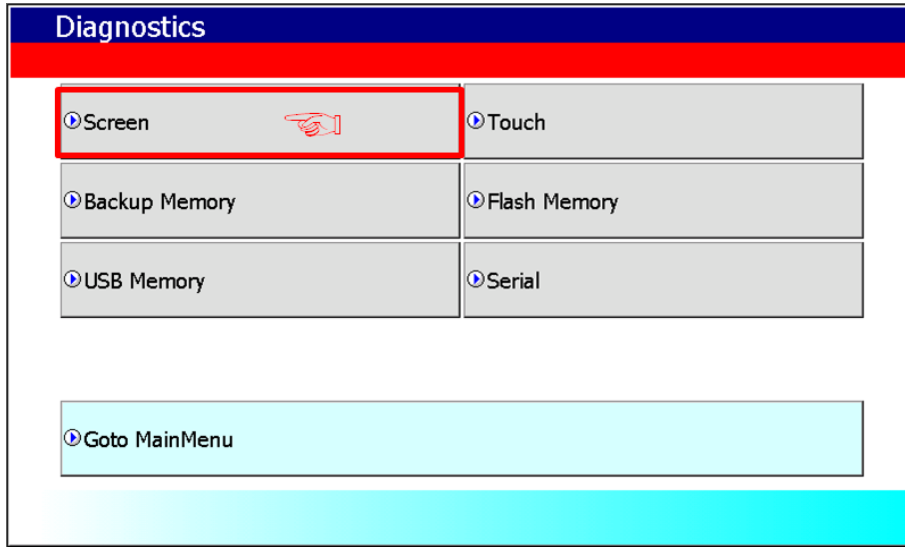 Diagnostics
Screen
Touch
Backup Memory
Flash Memory
USB Memory
Serial
Goto MainMenu